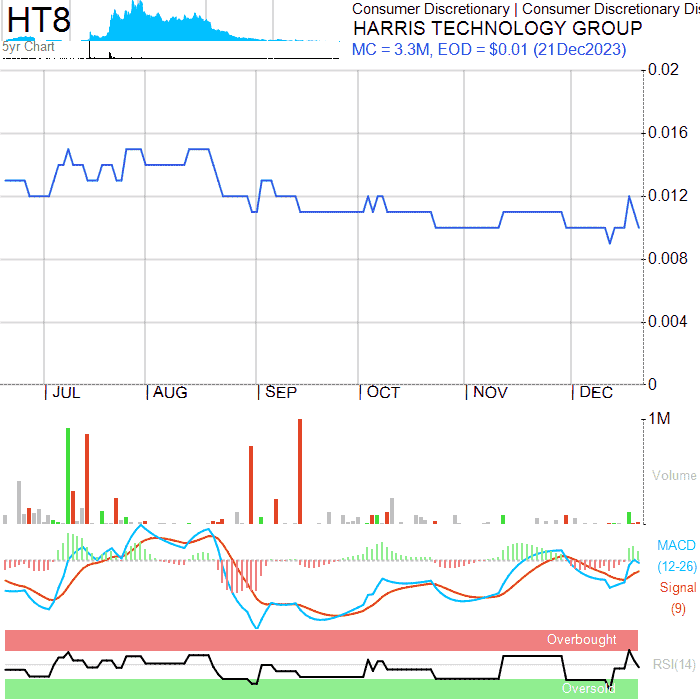 HT8
5yr Chart
Consumer Discretionary | Consumer Discretionary Dis
HARRIS TECHNOLOGY GROUP
MC = 3.3M, EOD = $0.01 (21Dec2023)
0.02
0.016
0.012
0.008
0.004
0
JUL AUG SEP OCT NOV DEC
1M
Volume
MACD
(12-26)
Signal
(9)
Overbought
RSI(14)
Oversold